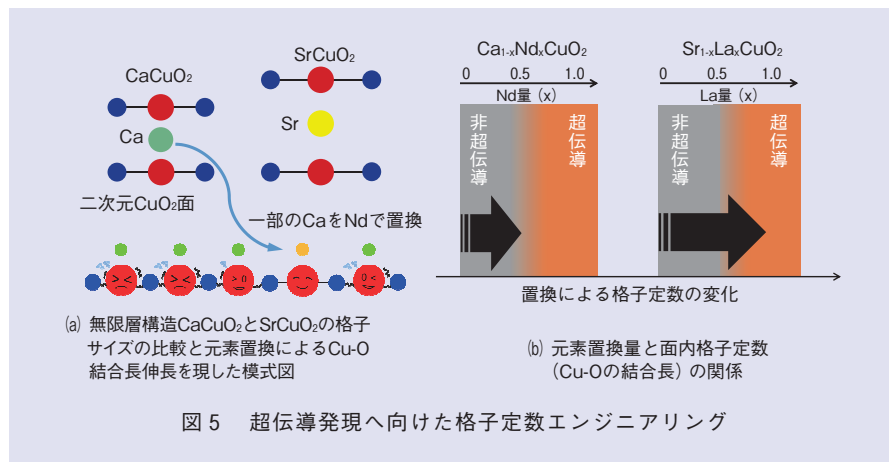 CaCuO₂
SrCuO₂
Ca
Sr
二次元CuO₂面
一部のCaをNdで置換
(a) 無限層構造CaCuO₂とSrCuO₂の格子
サイズの比較と元素置換によるCu-O
結合長伸長を現した模式図
Ca₁₋ₓNdₓCuO₂
0 0.5 1.0
Nd量（x）
非超伝導
超伝導
Sr₁₋ₓLaₓCuO₂
0 0.5 1.0
La量（x）
非超伝導
超伝導
置換による格子定数の変化
(b) 元素置換量と面内格子定数
（Cu-Oの結合長）の関係
図5 超伝導発現へ向けた格子定数エンジニアリング